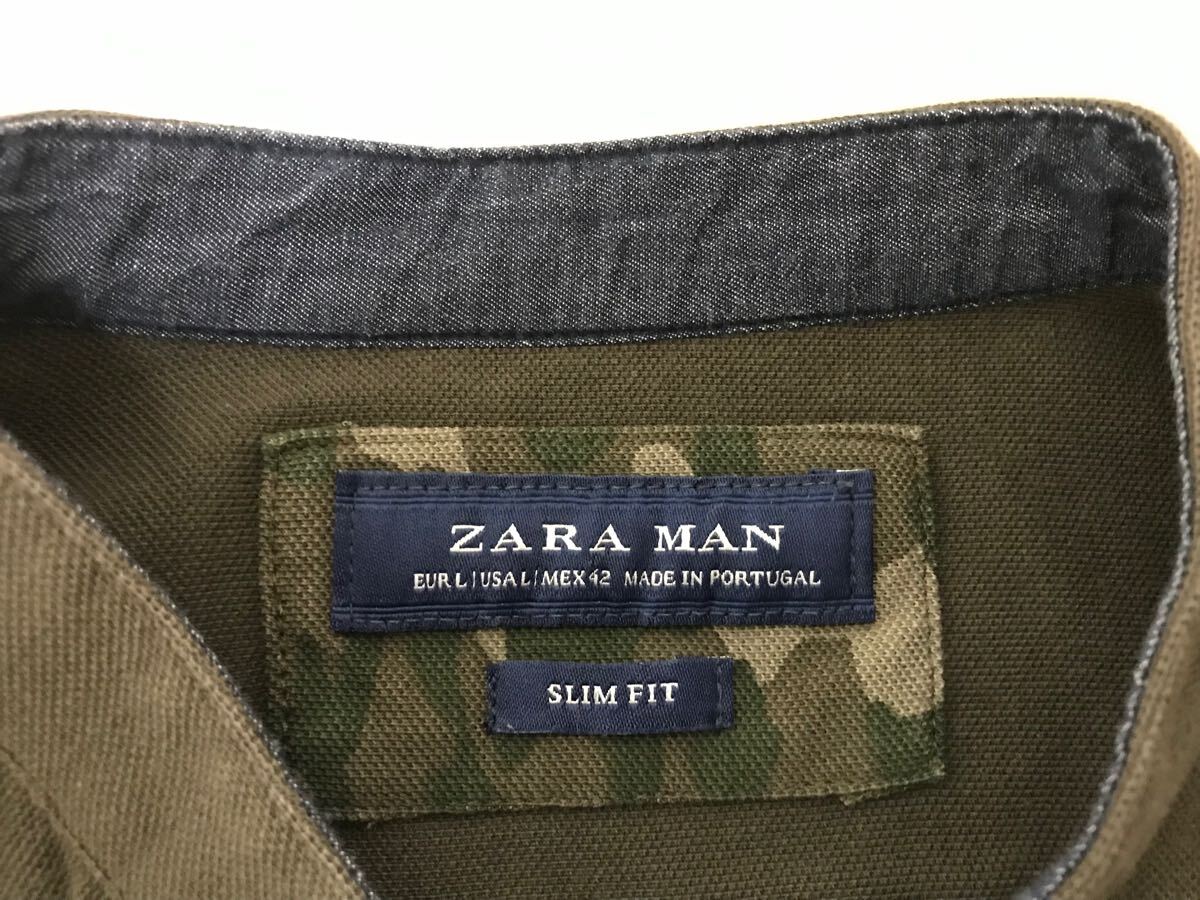 ZARA MAN
EUR L | USA L | MEX 42 MADE IN PORTUGAL
SLIM FIT